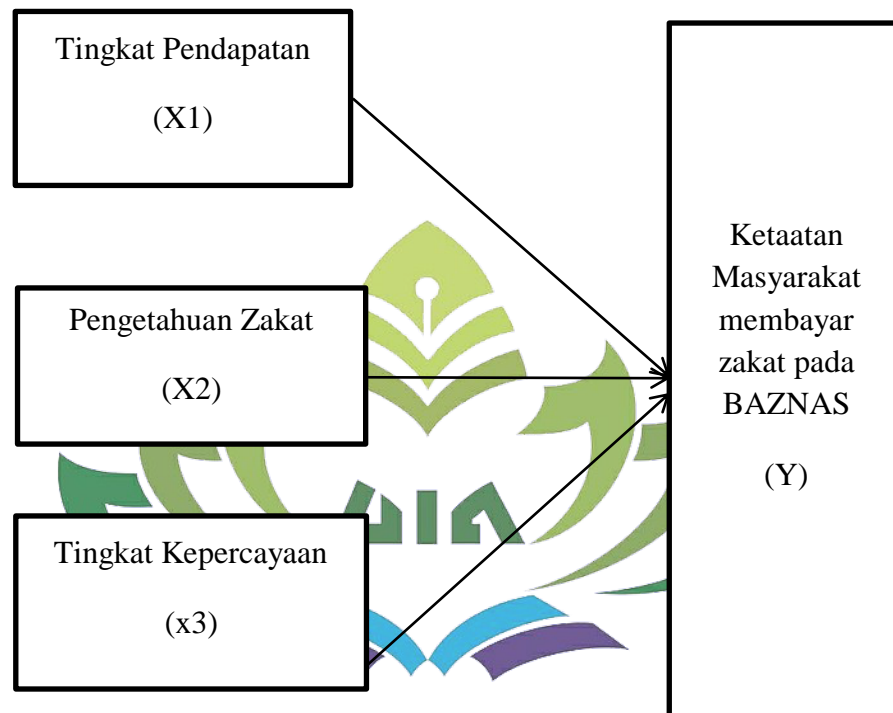 Tingkat Pendapatan
(X1)
Pengetahuan Zakat
(X2)
Tingkat Kepercayaan
(x3)
Ketaatan
Masyarakat
membayar
zakat pada
BAZNAS
(Y)